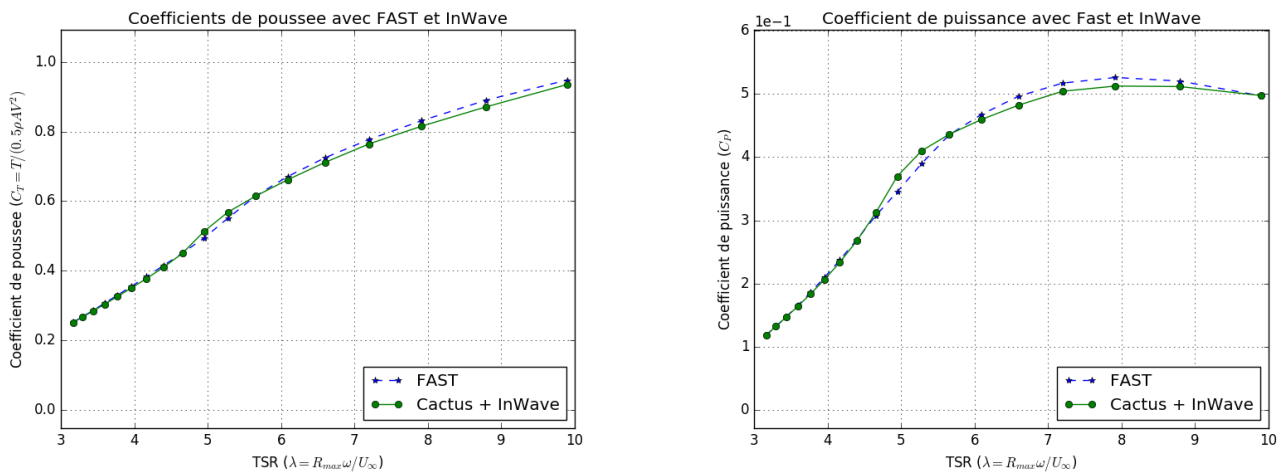 Coefficients de poussee avec FAST et InWave
Coefficient de poussee (C_T = T/(0.5ρAV²)
1.0
0.8
0.6
0.4
0.2
0.0
FAST
Cactus + InWave
3 4 5 6 7 8 9 10
TSR (λ = R_max ω/U_∞)
Coefficient de puissance avec Fast et InWave
1e−1
Coefficient de puissance (C_P)
6
5
4
3
2
1
0
FAST
Cactus + InWave
3 4 5 6 7 8 9 10
TSR (λ = R_max ω/U_∞)